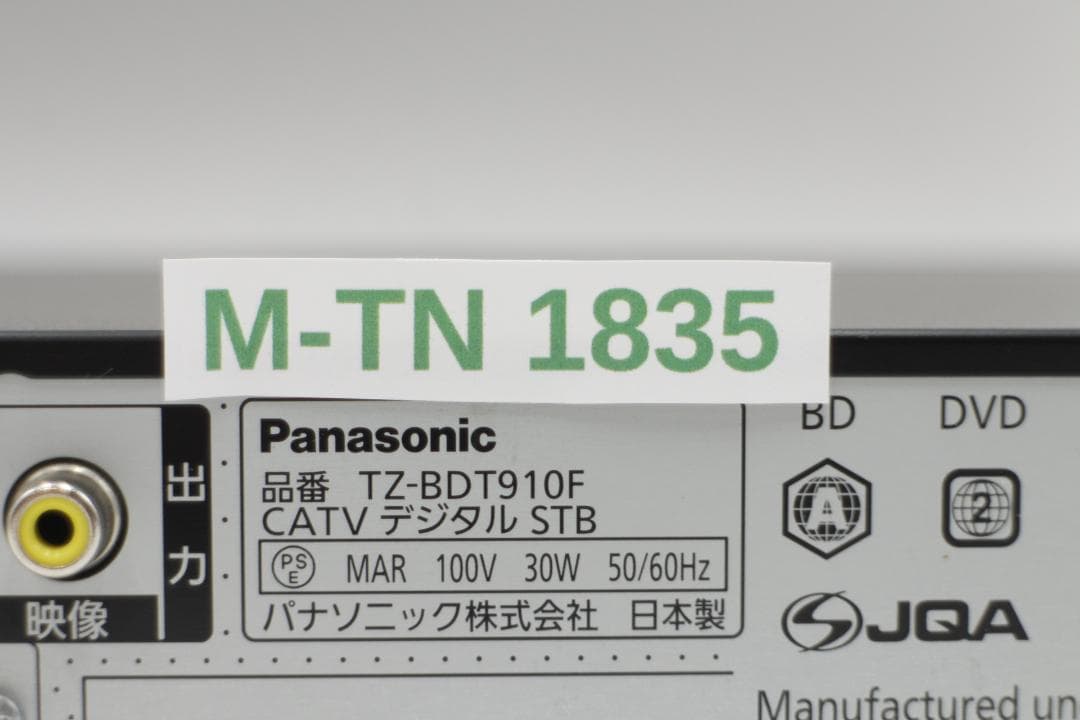 M-TN 1835
BD DVD
A 2
出力
映像
Panasonic
品番 TZ-BDT910F
CATV デジタル STB
PSE MAR 100V 30W 50/60Hz
パナソニック株式会社 日本製
JQA
Manufactured un